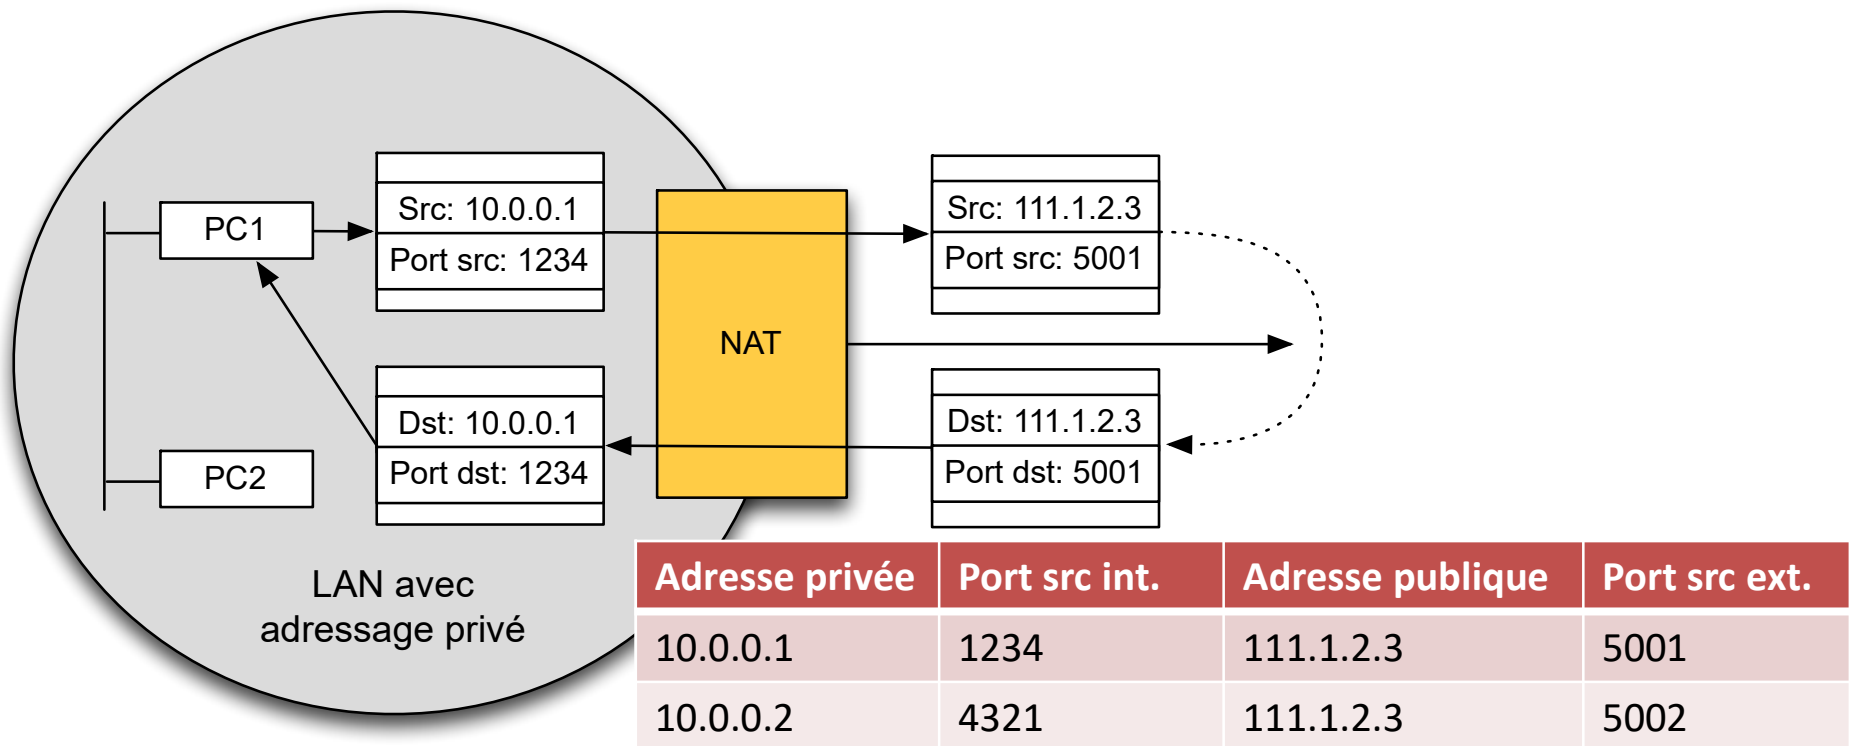 PC1
Src: 10.0.0.1
Port src: 1234
Src: 111.1.2.3
Port src: 5001
NAT
PC2
Dst: 10.0.0.1
Port dst: 1234
Dst: 111.1.2.3
Port dst: 5001
LAN avec
adressage privé
Adresse privée Port src int. Adresse publique Port src ext.
10.0.0.1 1234 111.1.2.3 5001
10.0.0.2 4321 111.1.2.3 5002